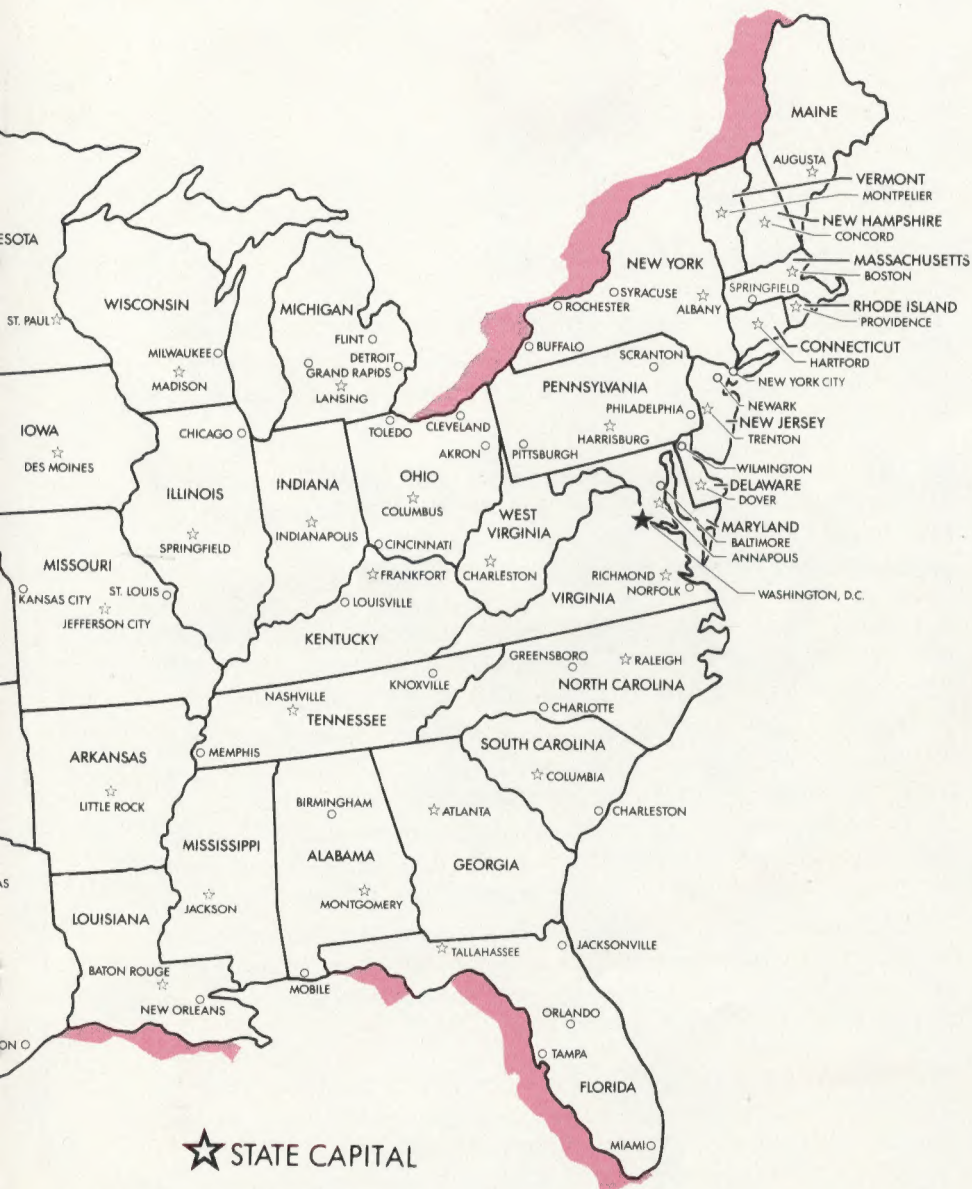 MAINE
AUGUSTA
VERMONT
MONTPELIER
NEW HAMPSHIRE
CONCORD
ESOTA
MASSACHUSETTS
BOSTON
NEW YORK
SPRINGFIELD
WISCONSIN
MICHIGAN
SYRACUSE
ROCHESTER
ALBANY
RHODE ISLAND
PROVIDENCE
ST. PAUL
FLINT
CONNECTICUT
HARTFORD
MILWAUKEE
DETROIT
BUFFALO
SCRANTON
GRAND RAPIDS
MADISON
LANSING
PENNSYLVANIA
NEW YORK CITY
NEWARK
PHILADELPHIA
NEW JERSEY
TRENTON
IOWA
CHICAGO
TOLEDO
CLEVELAND
HARRISBURG
AKRON
PITTSBURGH
DES MOINES
WILMINGTON
OHIO
INDIANA
DELAWARE
DOVER
ILLINOIS
COLUMBUS
WEST
VIRGINIA
MARYLAND
BALTIMORE
ANNAPOLIS
INDIANAPOLIS
SPRINGFIELD
CINCINNATI
MISSOURI
FRANKFORT
CHARLESTON
RICHMOND
NORFOLK
WASHINGTON, D.C.
KANSAS CITY
ST. LOUIS
LOUISVILLE
VIRGINIA
JEFFERSON CITY
KENTUCKY
GREENSBORO
RALEIGH
KNOXVILLE
NORTH CAROLINA
NASHVILLE
CHARLOTTE
TENNESSEE
SOUTH CAROLINA
MEMPHIS
ARKANSAS
COLUMBIA
LITTLE ROCK
BIRMINGHAM
ATLANTA
CHARLESTON
MISSISSIPPI
ALABAMA
GEORGIA
AS
JACKSON
MONTGOMERY
LOUISIANA
JACKSONVILLE
TALLAHASSEE
BATON ROUGE
MOBILE
NEW ORLEANS
ORLANDO
ON
TAMPA
FLORIDA
MIAMI
STATE CAPITAL